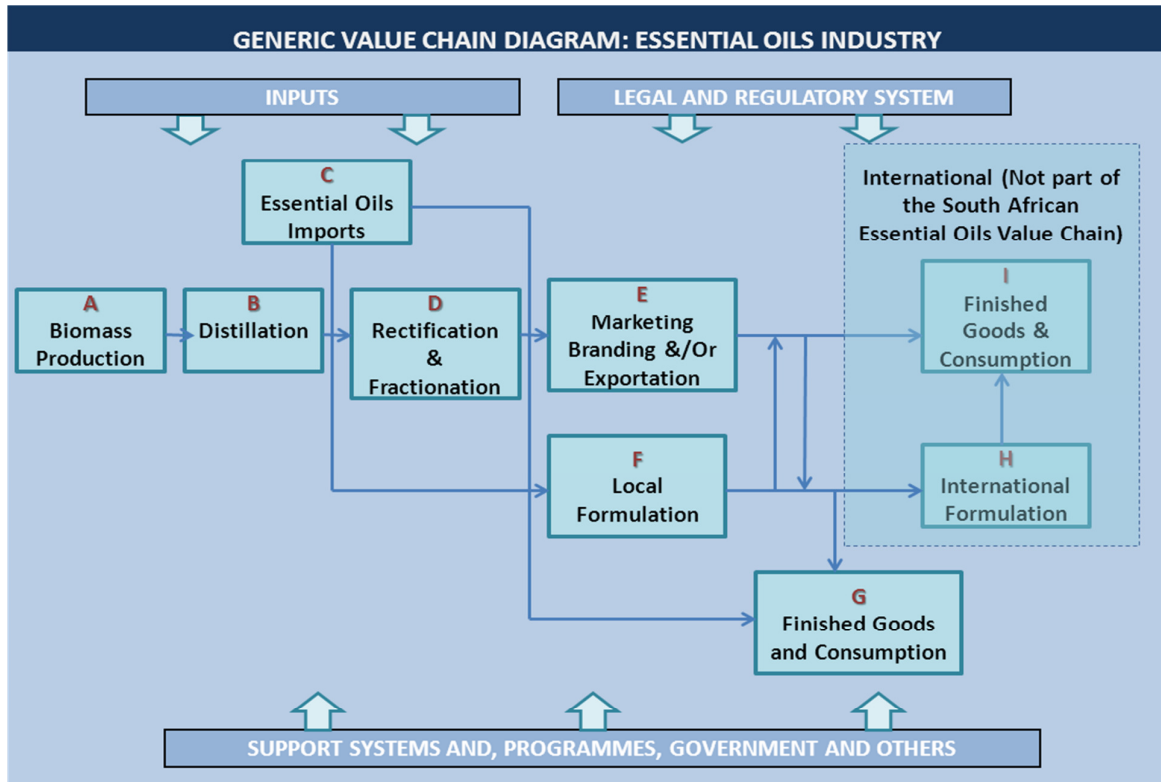 GENERIC VALUE CHAIN DIAGRAM: ESSENTIAL OILS INDUSTRY
INPUTS
LEGAL AND REGULATORY SYSTEM
C
Essential Oils
Imports
International (Not part of
the South African
Essential Oils Value Chain)
A
Biomass
Production
B
Distillation
D
Rectification
&
Fractionation
E
Marketing
Branding &/Or
Exportation
I
Finished
Goods &
Consumption
F
Local
Formulation
H
International
Formulation
G
Finished Goods
and Consumption
SUPPORT SYSTEMS AND, PROGRAMMES, GOVERNMENT AND OTHERS